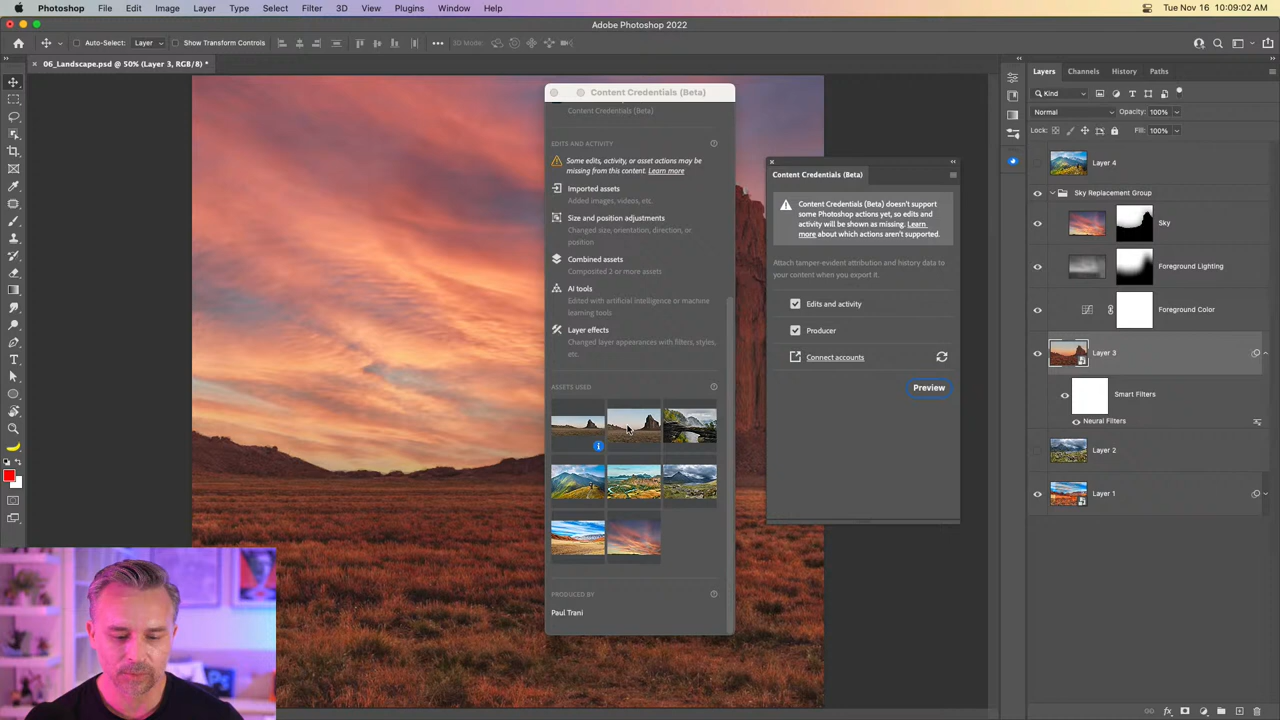 Photoshop File Edit Image Layer Type Select Filter 3D View Plugins Window Help
Tue Nov 16 10:09:02 AM
Adobe Photoshop 2022
Auto-Select: Layer Show Transform Controls 3D Mode:
06_Landscape.psd @ 50% (Layer 3, RGB/8) *
Content Credentials (Beta)
Content Credentials (Beta)
EDITS AND ACTIVITY
Some edits, activity, or asset actions may be
missing from this content. Learn more
Imported assets
Added images, videos, etc.
Size and position adjustments
Changed size, orientation, direction, or
position
Combined assets
Composited 2 or more assets
AI tools
Edited with artificial intelligence or machine
learning tools
Layer effects
Changed layer appearances with filters, styles,
etc.
ASSETS USED
PRODUCED BY
Paul Trani
Content Credentials (Beta)
Content Credentials (Beta) doesn't support
some Photoshop actions yet, so edits and
activity will be shown as missing. Learn
more about which actions aren't supported.
Attach tamper-evident attribution and history data to
your content when you export it.
Edits and activity
Producer
Connect accounts
Preview
Layers Channels History Paths
Kind
Normal Opacity: 100%
Lock: Fill: 100%
Layer 4
Sky Replacement Group
Sky
Foreground Lighting
Foreground Color
Layer 3
Smart Filters
Neural Filters
Layer 2
Layer 1